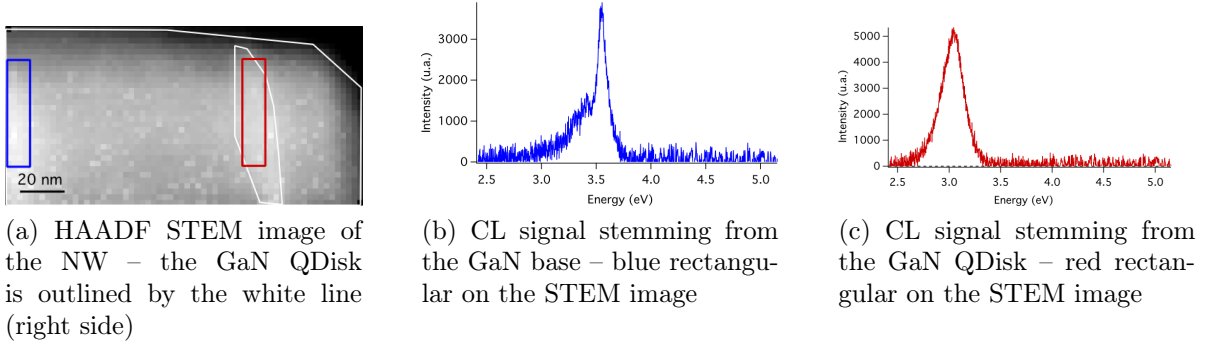 20 nm
(a) HAADF STEM image of
the NW – the GaN QDisk
is outlined by the white line
(right side)
Intensity (u.a.)
3000
2000
1000
0
2.5 3.0 3.5 4.0 4.5 5.0
Energy (eV)
(b) CL signal stemming from
the GaN base – blue rectangu-
lar on the STEM image
Intensity (u.a.)
5000
4000
3000
2000
1000
0
2.5 3.0 3.5 4.0 4.5 5.0
Energy (eV)
(c) CL signal stemming from
the GaN QDisk – red rectan-
gular on the STEM image